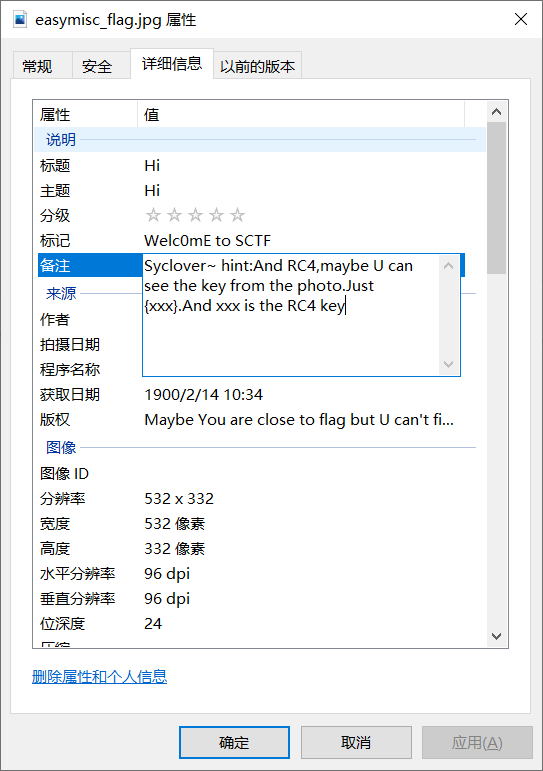 easymisc_flag.jpg 属性
常规 安全 详细信息 以前的版本
属性 值
说明
标题 Hi
主题 Hi
分级
标记 Welc0mE to SCTF
备注 Syclover~ hint:And RC4,maybe U can
see the key from the photo.Just
{xxx}.And xxx is the RC4 key
来源
作者
拍摄日期
程序名称
获取日期 1900/2/14 10:34
版权 Maybe You are close to flag but U can't fi...
图像
图像 ID
分辨率 532 x 332
宽度 532 像素
高度 332 像素
水平分辨率 96 dpi
垂直分辨率 96 dpi
位深度 24
删除属性和个人信息
确定 取消 应用(A)